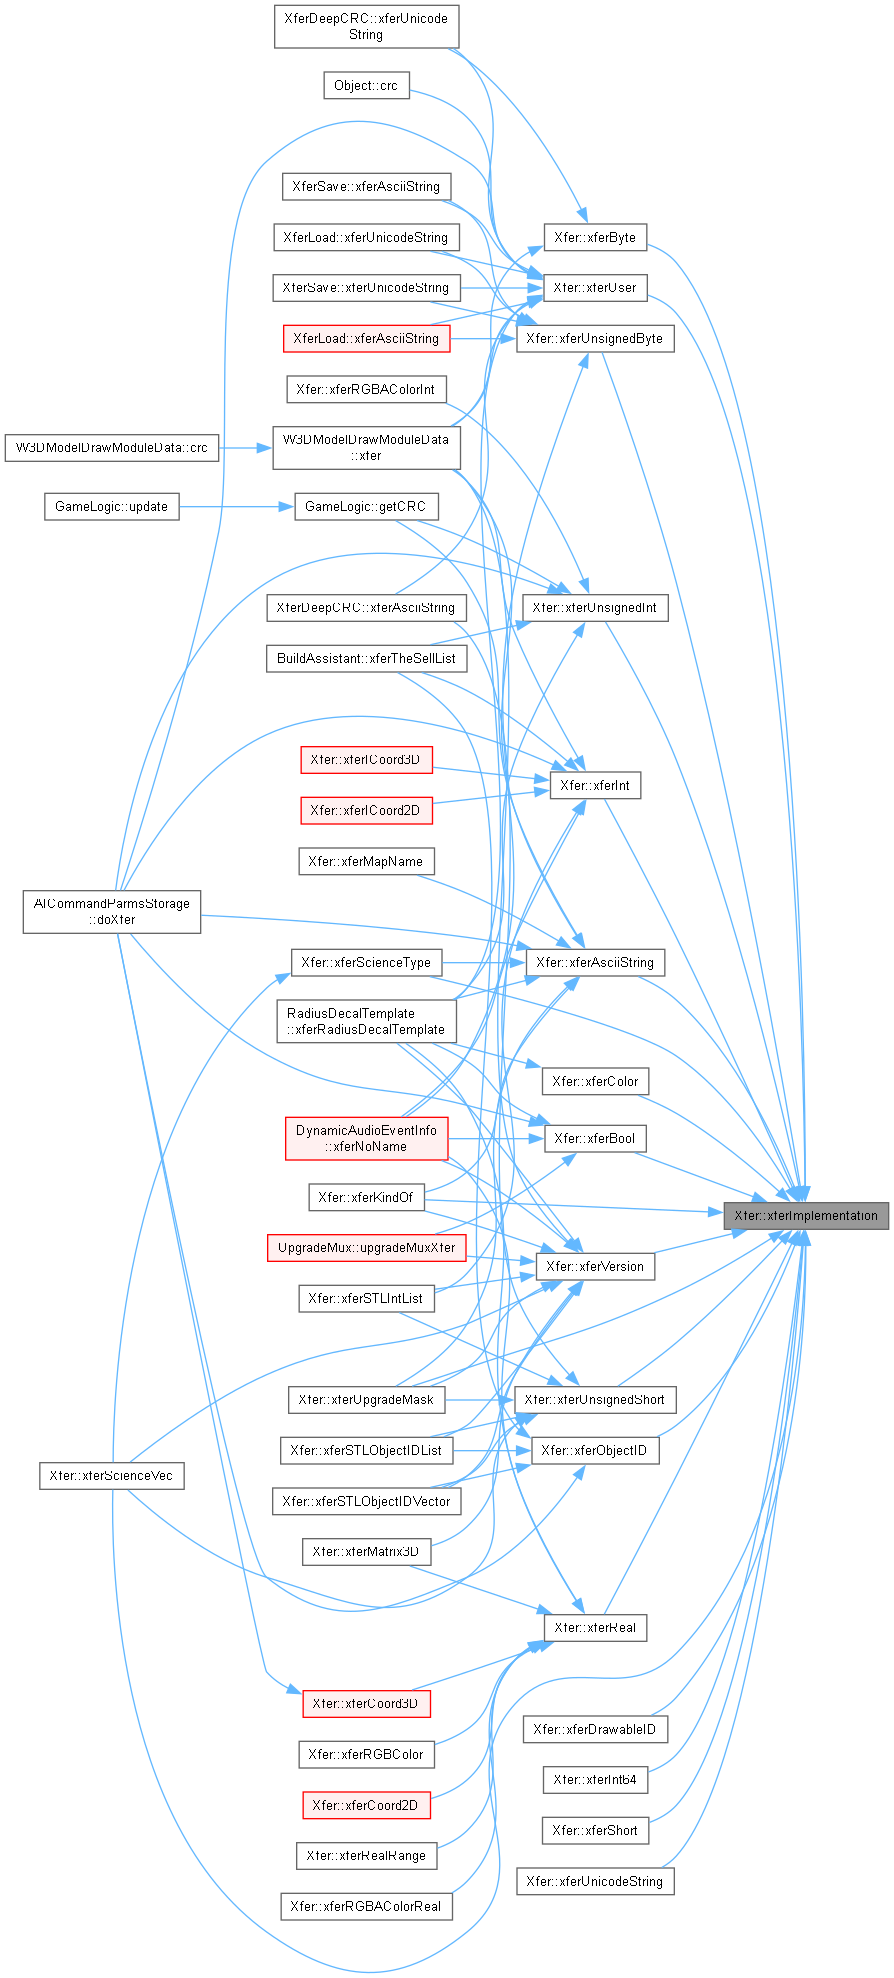 XferDeepCRC::xferUnicode
String
Object::crc
XferSave::xferAsciiString
XferLoad::xferUnicodeString
Xfer::xferByte
XferSave::xferUnicodeString
Xfer::xferUser
XferLoad::xferAsciiString
Xfer::xferUnsignedByte
Xfer::xferRGBAColorInt
W3DModelDrawModuleData::crc
W3DModelDrawModuleData
::xfer
GameLogic::update
GameLogic::getCRC
XferDeepCRC::xferAsciiString
Xfer::xferUnsignedInt
BuildAssistant::xferTheSellList
Xfer::xferICoord3D
Xfer::xferInt
Xfer::xferICoord2D
Xfer::xferMapName
AICommandParmsStorage
::doXfer
Xfer::xferScienceType
Xfer::xferAsciiString
RadiusDecalTemplate
::xferRadiusDecalTemplate
Xfer::xferColor
DynamicAudioEventInfo
::xferNoName
Xfer::xferBool
Xfer::xferKindOf
Xfer::xferImplementation
UpgradeMux::upgradeMuxXfer
Xfer::xferVersion
Xfer::xferSTLIntList
Xfer::xferUpgradeMask
Xfer::xferUnsignedShort
Xfer::xferSTLObjectIDList
Xfer::xferObjectID
Xfer::xferScienceVec
Xfer::xferSTLObjectIDVector
Xfer::xferMatrix3D
Xfer::xferReal
Xfer::xferCoord3D
Xfer::xferDrawableID
Xfer::xferRGBColor
Xfer::xferInt64
Xfer::xferCoord2D
Xfer::xferShort
Xfer::xferRealRange
Xfer::xferUnicodeString
Xfer::xferRGBAColorReal